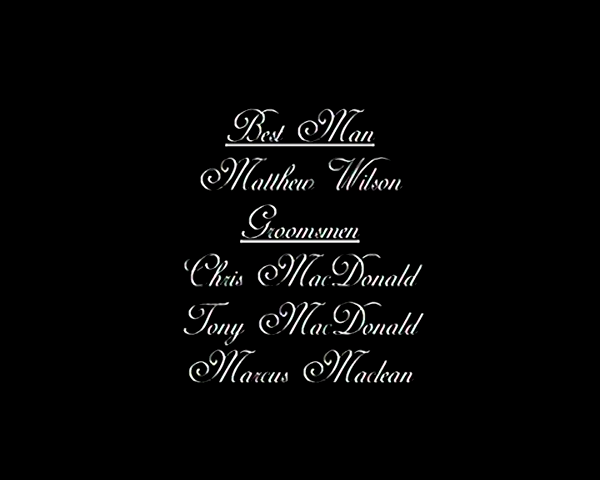 Best Man
Matthew Wilson
Groomsmen
Chris MacDonald
Tony MacDonald
Marcus Maclean